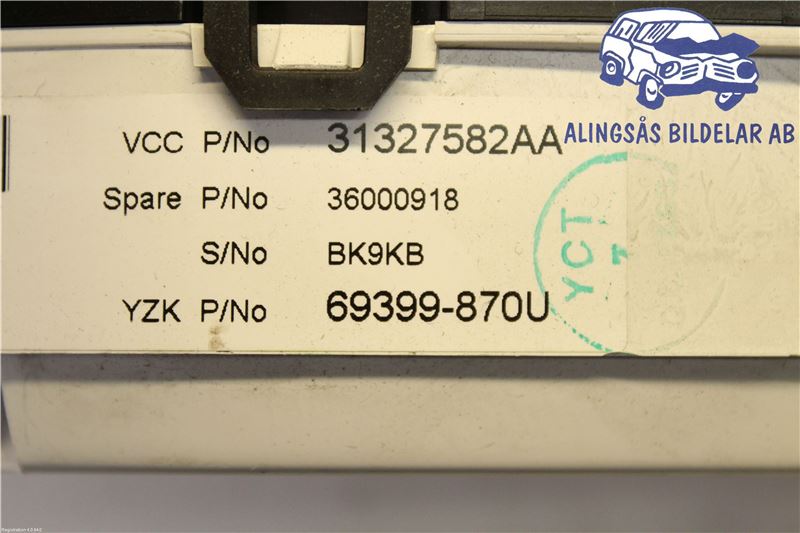 ALINGSÅS BILDELAR AB
VCC P/No 31327582AA
Spare P/No 36000918
S/No BK9KB
YZK P/No 69399-870U
YCT